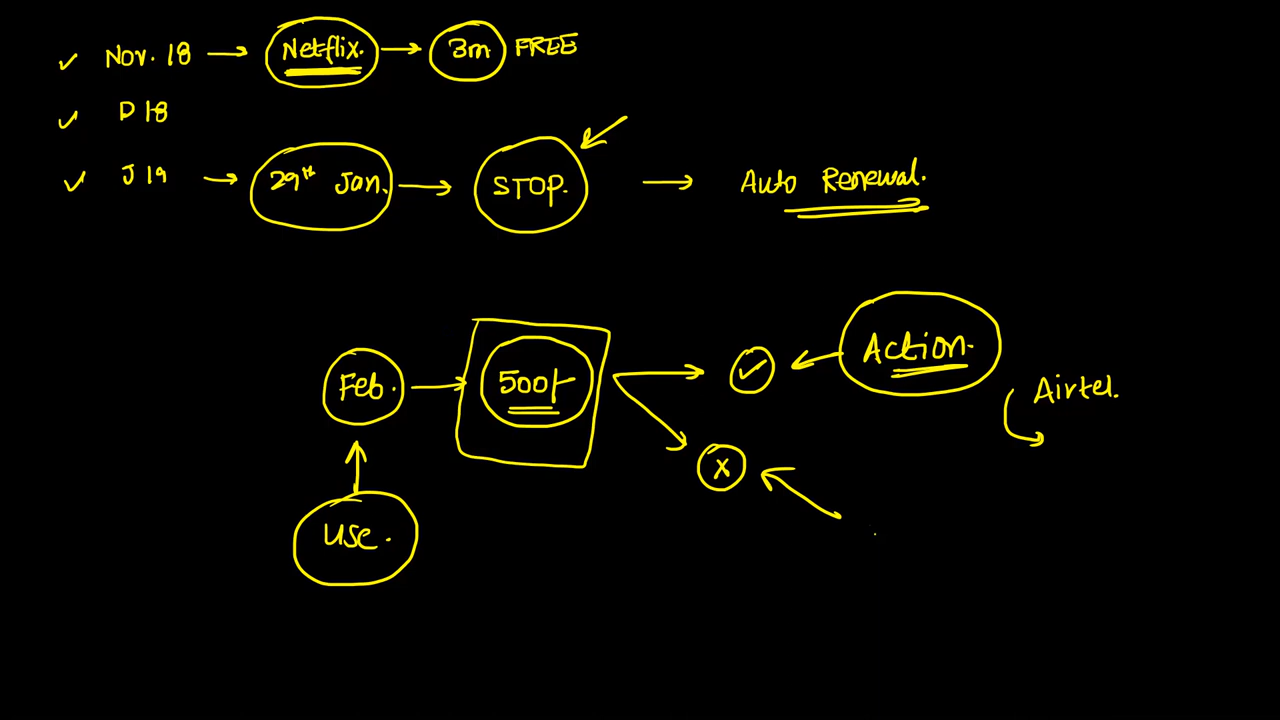 Nov. 18 Netflix. 3m FREE
D 18
J 19 29th Jan. STOP. Auto Renewal.
Action.
Feb. 500/- Airtel.
x
Use.